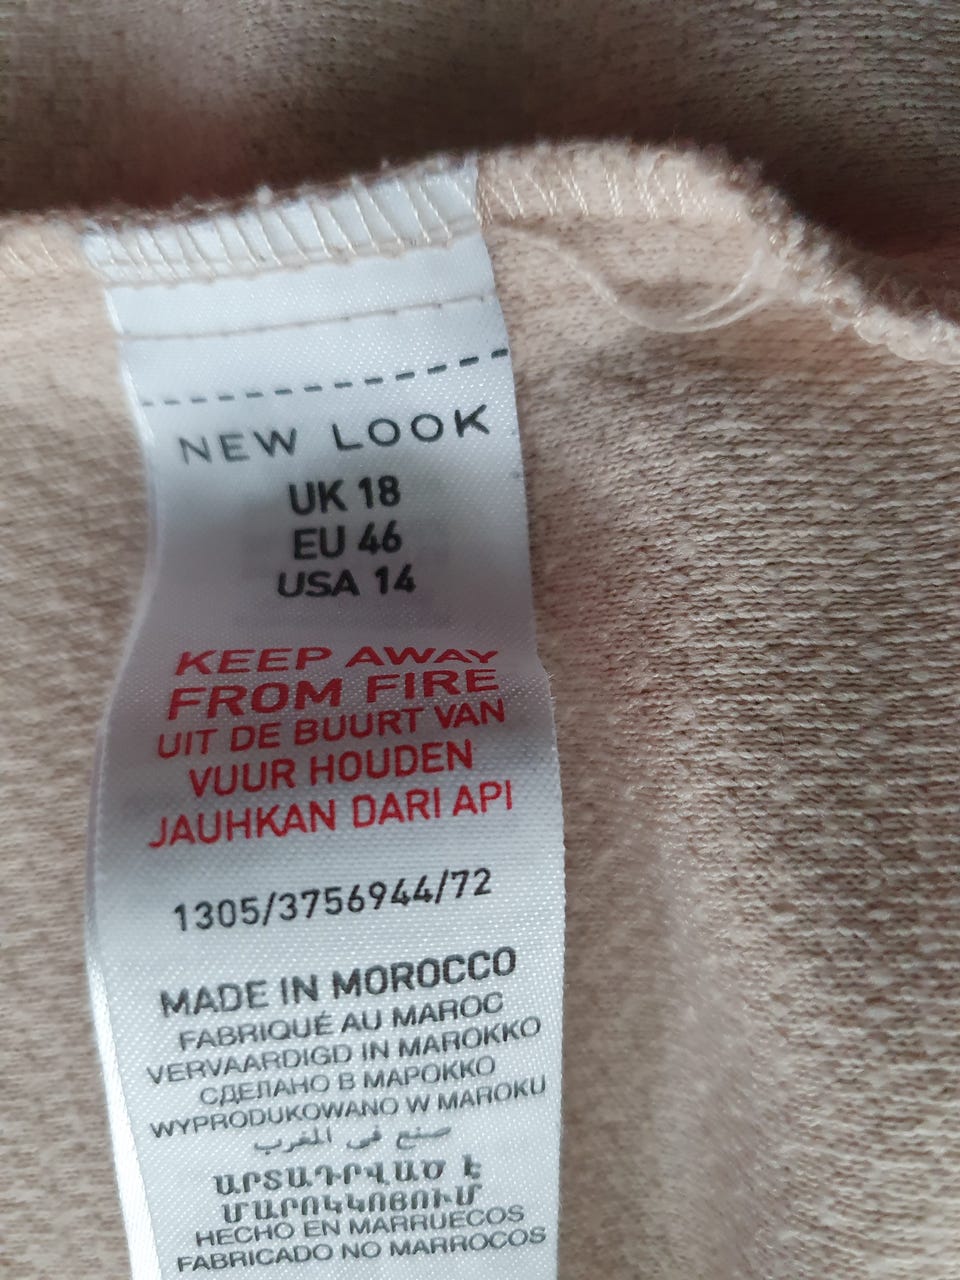 NEW LOOK
UK 18
EU 46
USA 14
KEEP AWAY
FROM FIRE
UIT DE BUURT VAN
VUUR HOUDEN
JAUHKAN DARI API
1305/3756944/72
MADE IN MOROCCO
FABRIQUÉ AU MAROC
VERVAARDIGD IN MAROKKO
СДЕЛАНО В МАРОККО
WYPRODUKOWANO W MAROKU
صنع في المغرب
ԱՐՏԱԴՐՎԱԾ Է
ՄԱՐՈԿԿՈՅՈՒՄ
HECHO EN MARRUECOS
FABRICADO NO MARROCOS